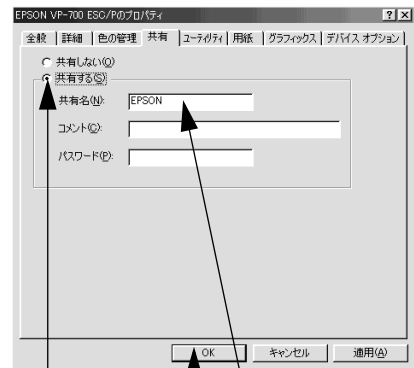 EPSON VP-700 ESC/Pのプロパティ
全般 詳細 色の管理 共有 ユーティリティ 用紙 グラフィックス デバイス オプション
共有しない(O)
共有する(S)
共有名(N): EPSON
コメント(C):
パスワード(P):
OK キャンセル 適用(A)